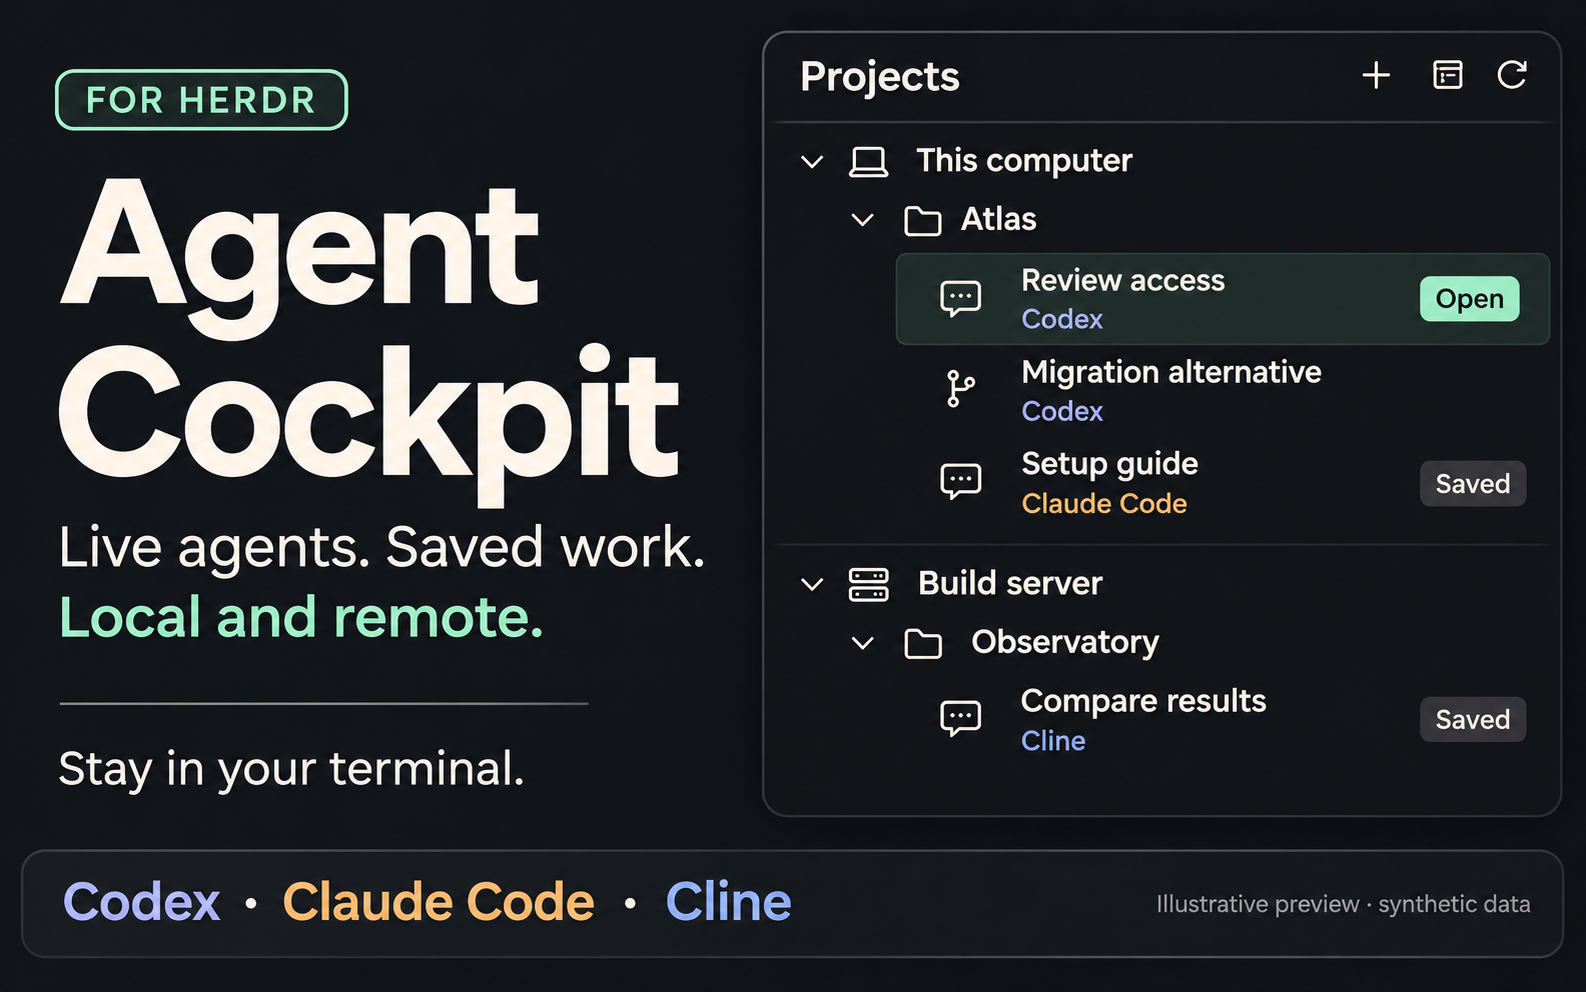 FOR HERDR
Agent
Cockpit
Live agents. Saved work.
Local and remote.
Stay in your terminal.
Projects
This computer
Atlas
Review access
Codex
Open
Migration alternative
Codex
Setup guide
Claude Code
Saved
Build server
Observatory
Compare results
Cline
Saved
Codex · Claude Code · Cline
Illustrative preview · synthetic data